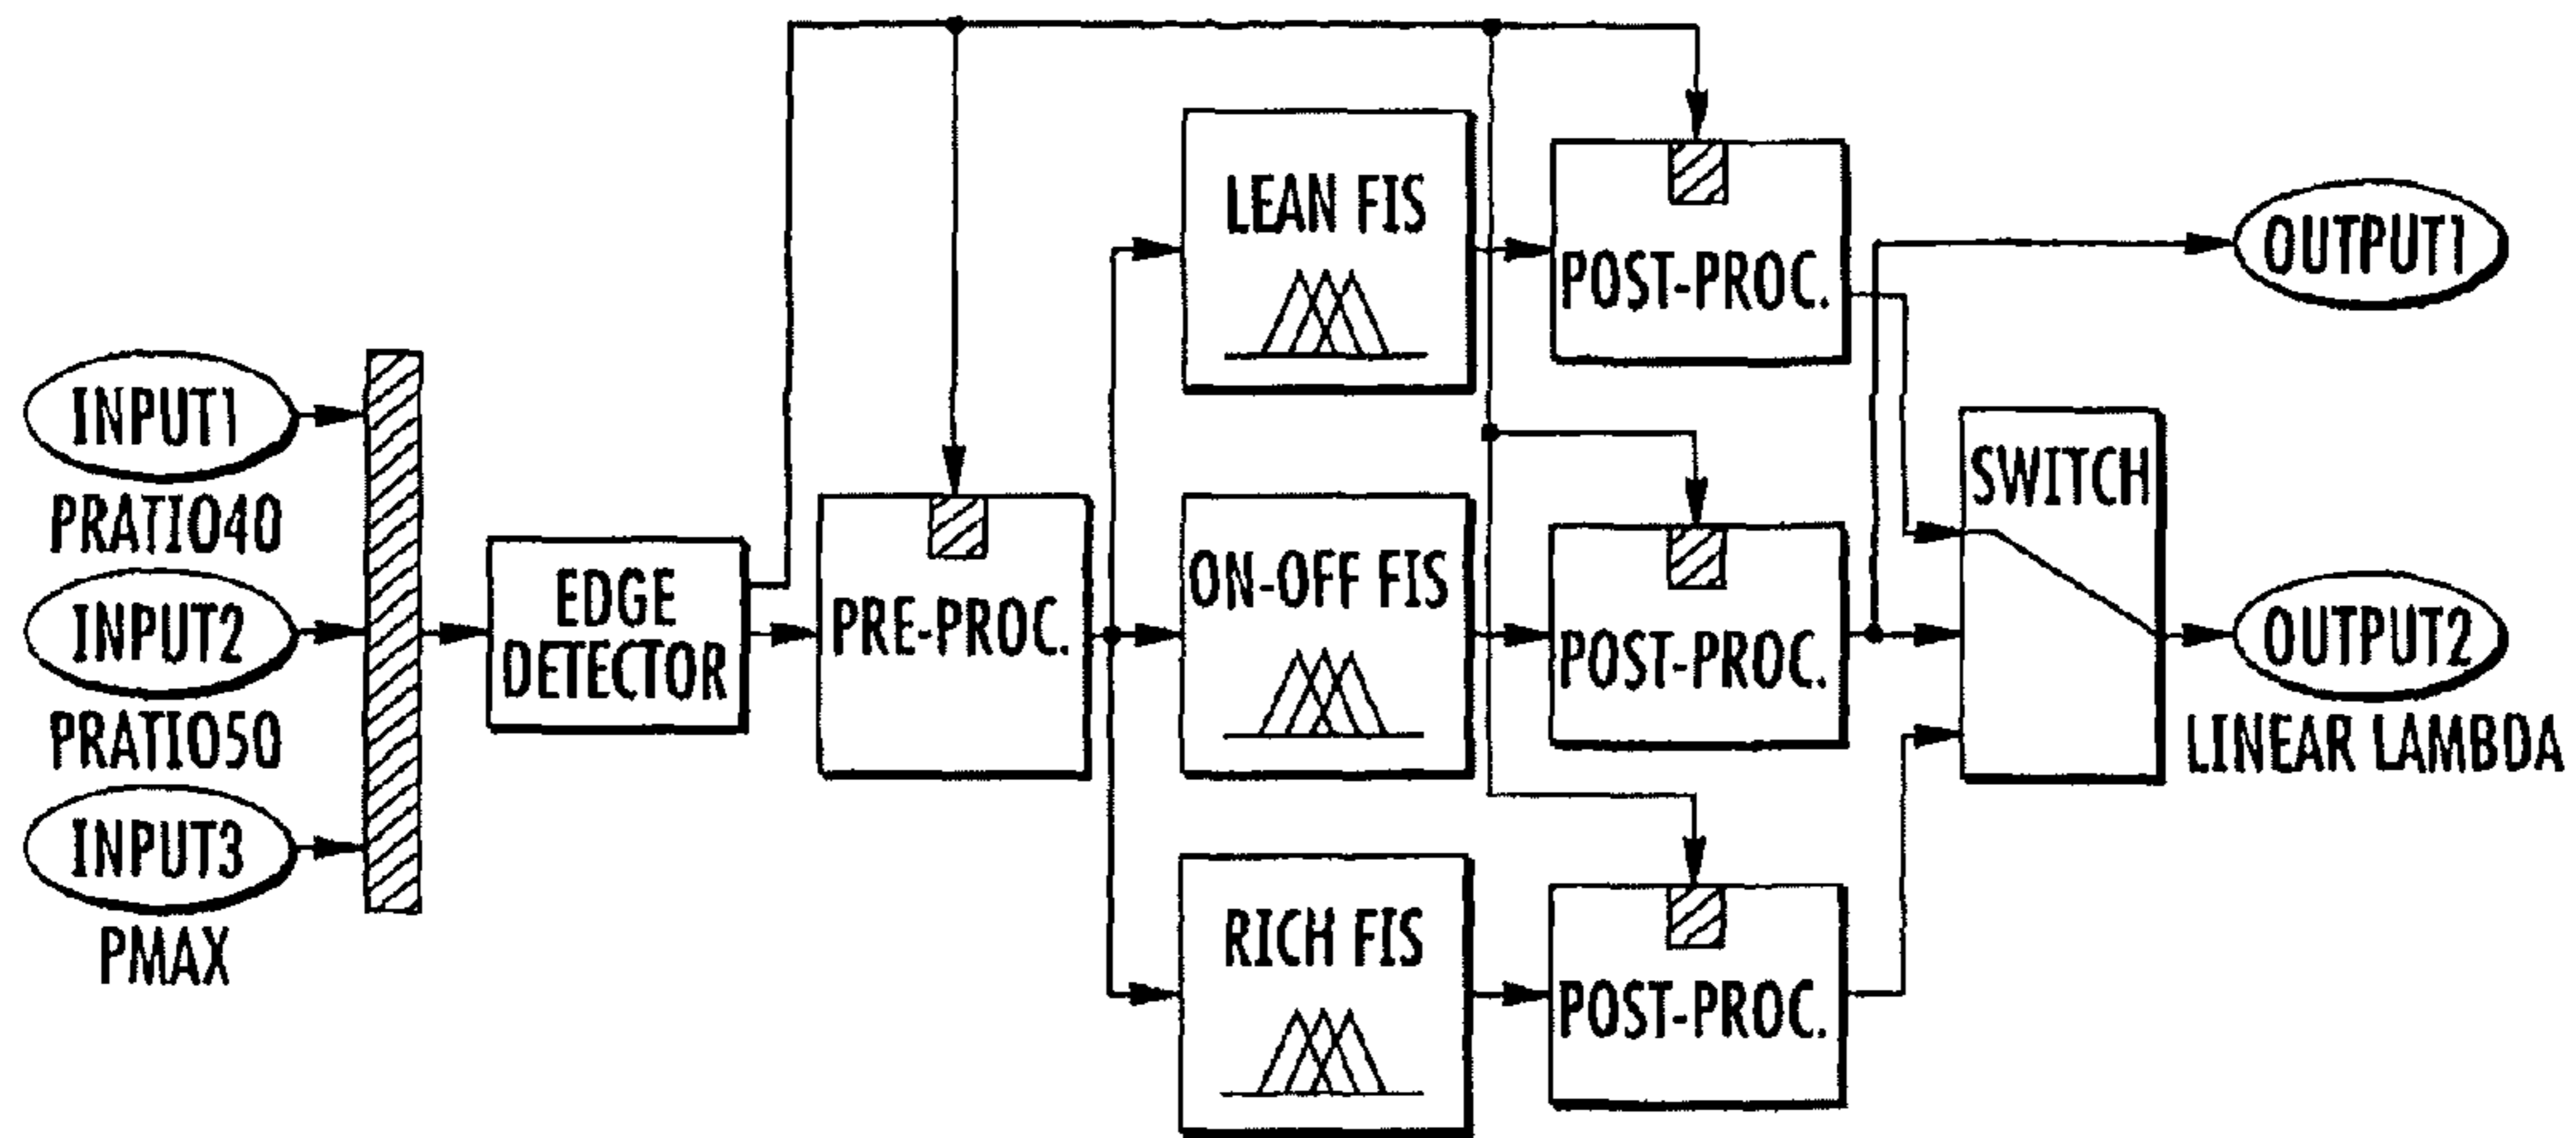 INPUT1
PRATIO40
INPUT2
PRATIO50
INPUT3
PMAX
EDGE
DETECTOR
PRE-PROC.
LEAN FIS
ON-OFF FIS
RICH FIS
POST-PROC.
POST-PROC.
POST-PROC.
SWITCH
OUTPUT1
OUTPUT2
LINEAR LAMBDA